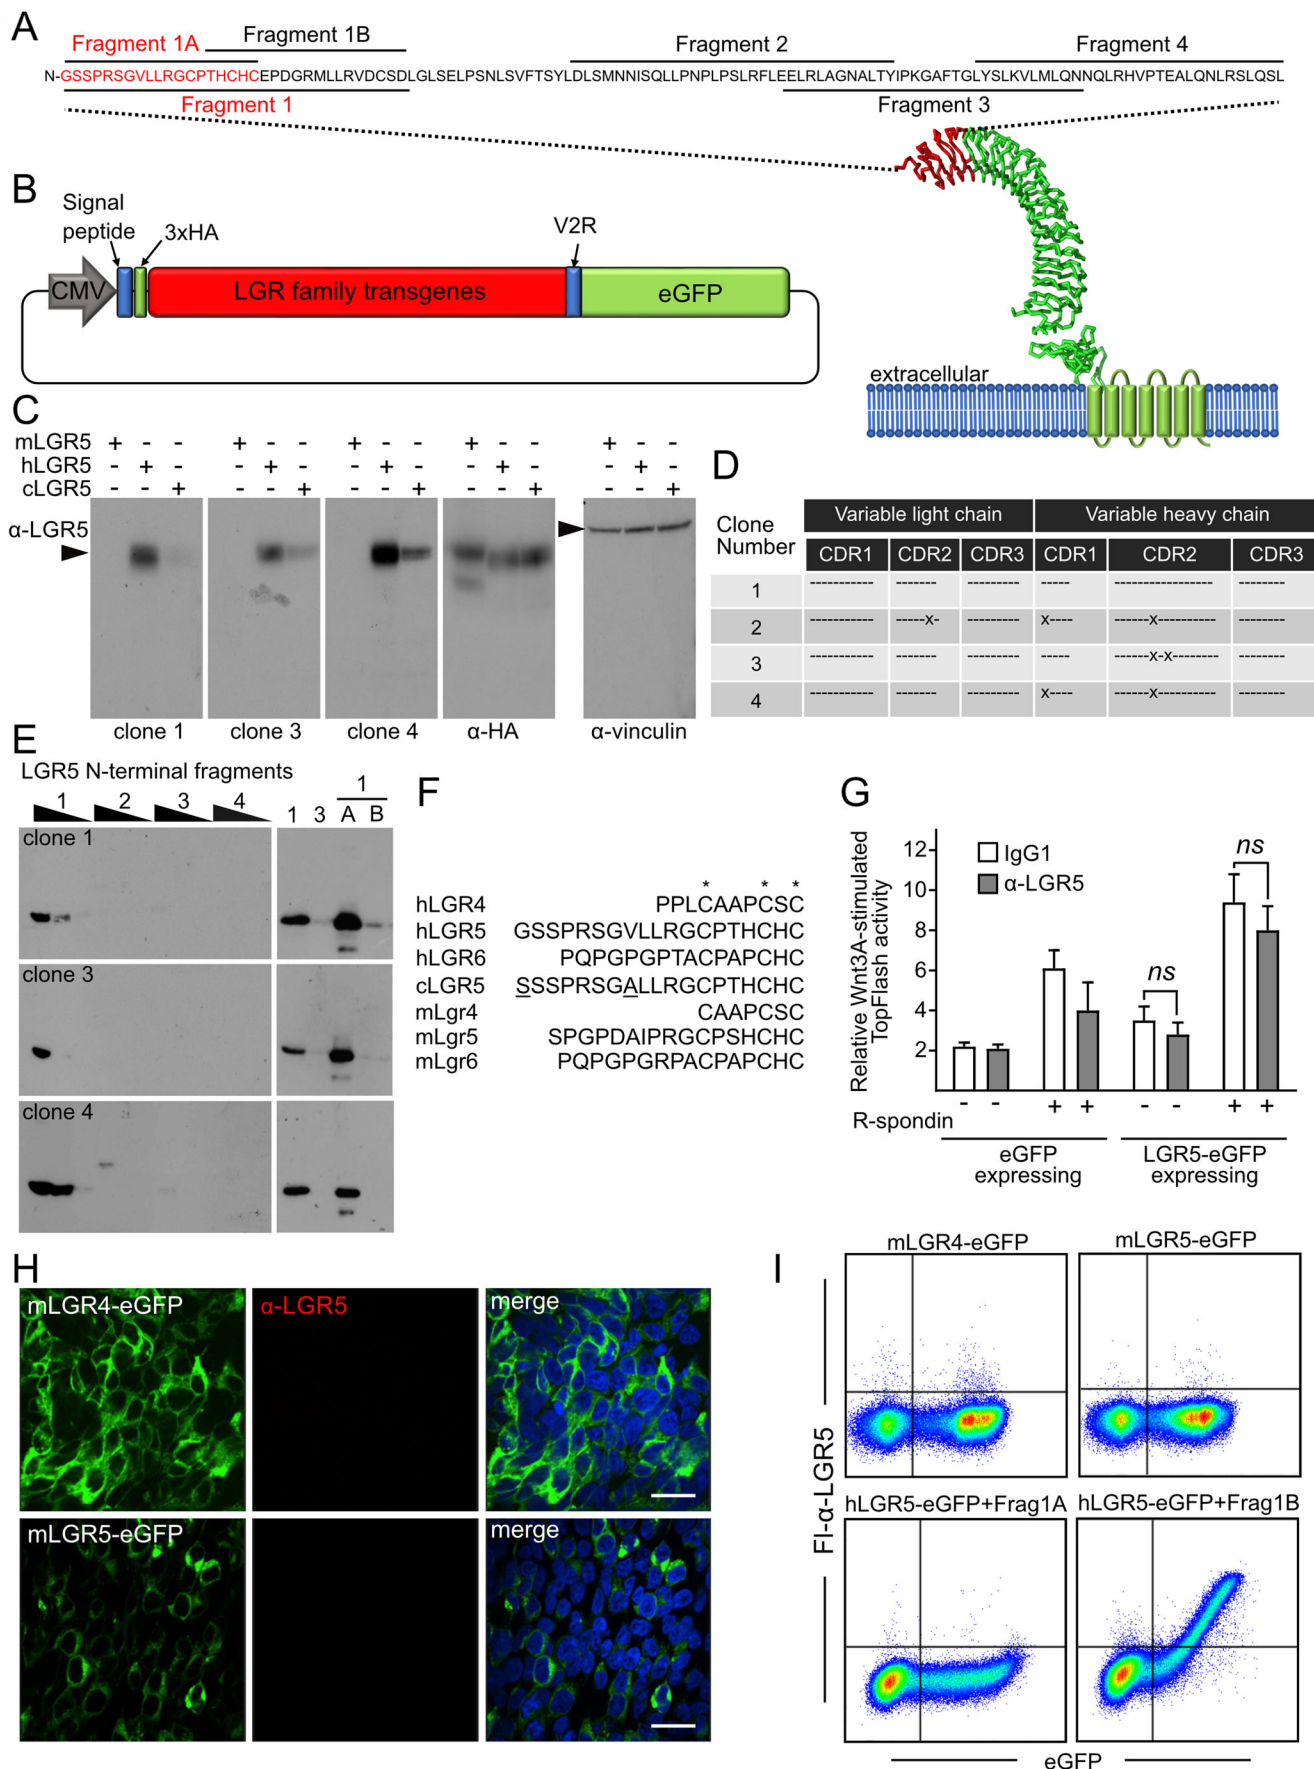 A
Fragment 1A
Fragment 1B
Fragment 2
Fragment 4
N-GSSPRSGVLLRGCPTHCHCEPDGRMLLRVDCSDLGLSELPSNLSVFTSYLDLSMNNISQLLPNPLPSLRFLEELRLAGNALTYIPKGAFTGLYSLKVLMLQNNQLRHVPTEALQNLRSLQSL
Fragment 1
Fragment 3
B
Signal
peptide
3xHA
V2R
CMV
LGR family transgenes
eGFP
extracellular
C
mLGR5 + - - + - - + - - + - - + - -
hLGR5 - + - - + - - + - - + - - + -
cLGR5 - - + - - + - - + - - + - - +
α-LGR5
clone 1
clone 3
clone 4
α-HA
α-vinculin
D
Clone
Number
Variable light chain
Variable heavy chain
CDR1 CDR2 CDR3 CDR1 CDR2 CDR3
1 ----------- ------- --------- ----- ----------------- --------
2 ----------- -----x- --------- x---- ------x---------- --------
3 ----------- ------- --------- ----- ------x-x-------- --------
4 ----------- ------- --------- x---- ------x---------- --------
E
LGR5 N-terminal fragments
1 2 3 4
1 3 A B
1
clone 1
clone 3
clone 4
F
* * *
hLGR4 PPLCAAPCSC
hLGR5 GSSPRSGVLLRGCPTHCHC
hLGR6 PQPGPGPTACPAPCHC
cLGR5 SSSPRSGALLRGCPTHCHC
mLgr4 CAAPCSC
mLgr5 SPGPDAIPRGCPSHCHC
mLgr6 PQPGPGRPACPAPCHC
G
Relative Wnt3A-stimulated
TopFlash activity
12
10
8
6
4
2
IgG1
α-LGR5
ns
ns
R-spondin - - + + - - + +
eGFP
expressing
LGR5-eGFP
expressing
H
mLGR4-eGFP
α-LGR5
merge
mLGR5-eGFP
merge
I
mLGR4-eGFP
mLGR5-eGFP
hLGR5-eGFP+Frag1A
hLGR5-eGFP+Frag1B
Fl-α-LGR5
eGFP